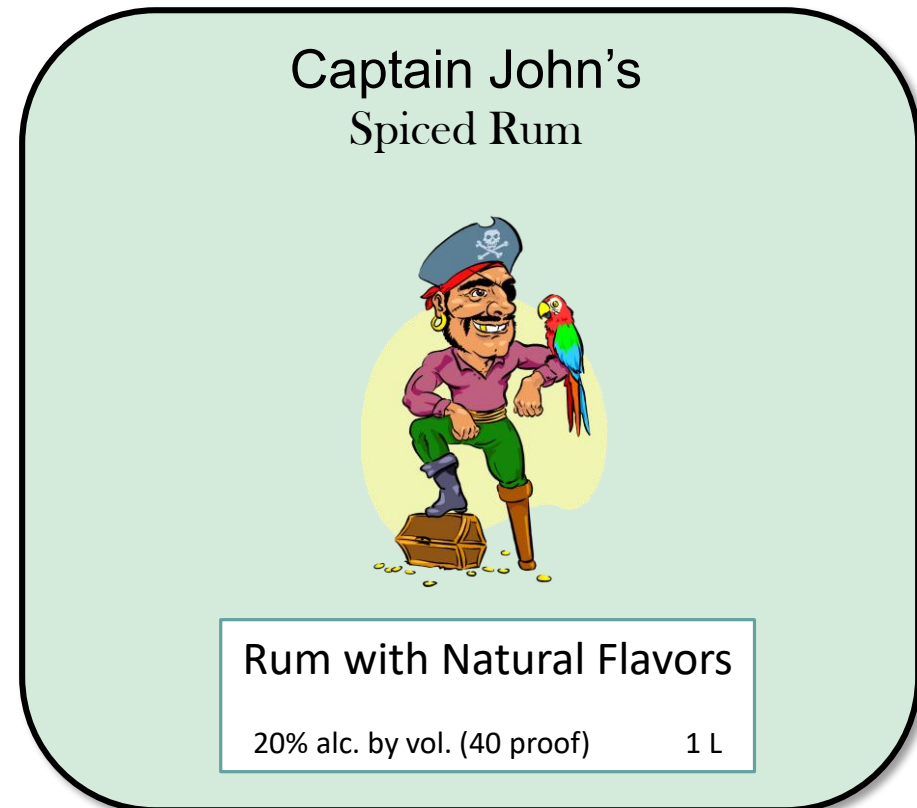 Captain John’s
Spiced Rum
Rum with Natural Flavors
20% alc. by vol. (40 proof) 1 L